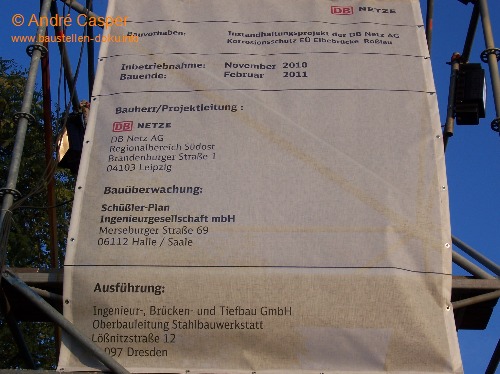 © André Casper
www.baustellen-doku.info
DB NETZE
Bauvorhaben: Instandhaltungsprojekt der DB Netz AG
Korrosionsschutz EÜ Elbebrücke Roßlau
Inbetriebnahme: November 2010
Bauende: Februar 2011
Bauherr/Projektleitung :
DB NETZE
DB Netz AG
Regionalbereich Südost
Brandenburger Straße 1
04103 Leipzig
Bauüberwachung:
Schüßler-Plan
Ingenieurgesellschaft mbH
Merseburger Straße 69
06112 Halle / Saale
Ausführung:
Ingenieur-, Brücken- und Tiefbau GmbH
Oberbauleitung Stahlbauwerkstatt
Lößnitzstraße 12
097 Dresden